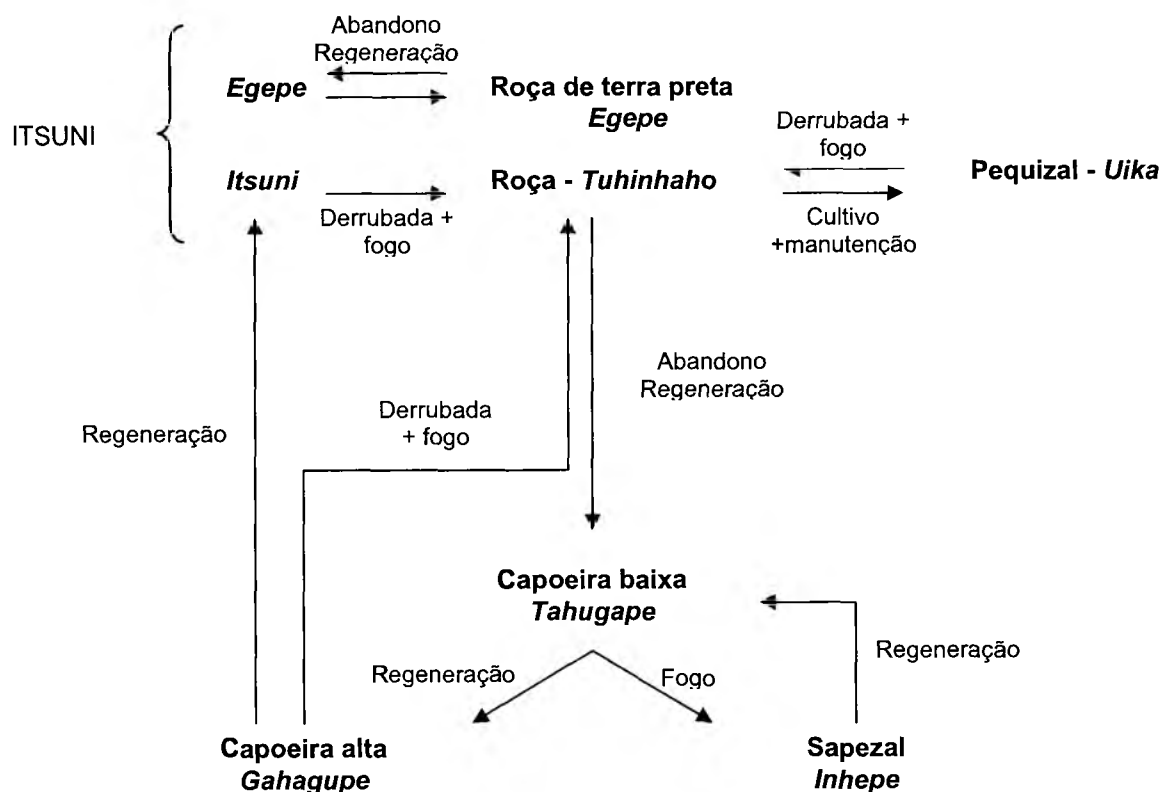 Abandono
Regeneração
Egepe
Roça de terra preta
Egepe
ITSUNI
Derrubada +
fogo
Itsuni
Roça - Tuhinhaho
Pequizal - Uika
Derrubada +
fogo
Cultivo
+manutenção
Abandono
Regeneração
Derrubada
+ fogo
Regeneração
Capoeira baixa
Tahugape
Regeneração
Fogo
Regeneração
Capoeira alta
Gahagupe
Sapezal
Inhepe